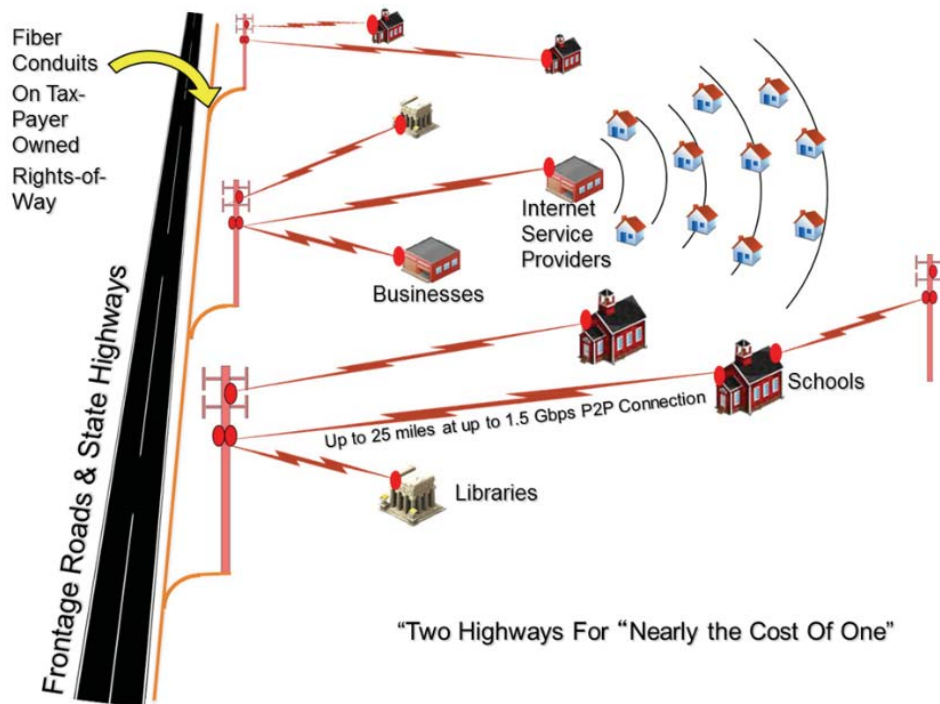 Fiber
Conduits
On Tax-
Payer
Owned
Rights-of-
Way
Internet
Service
Providers
Businesses
Frontage Roads & State Highways
Schools
Up to 25 miles at up to 1.5 Gbps P2P Connection
Libraries
“Two Highways For “Nearly the Cost Of One”